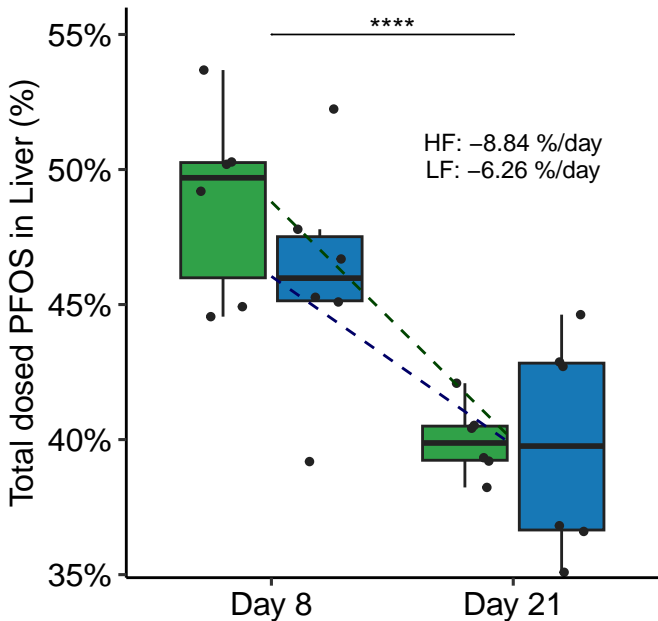 Total dosed PFOS in Liver (%)
55%
50%
45%
40%
35%
****
HF: −8.84 %/day
LF: −6.26 %/day
Day 8
Day 21